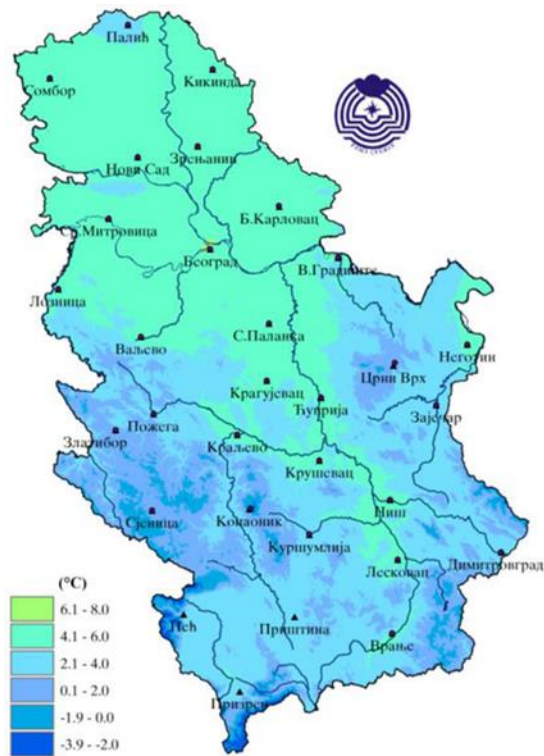 Палић
Кикинда
Сомбор
Зрењанин
Нови Сад
Б.Карловац
Ср.Митровица
Београд
В.Градиште
Лозница
С.Паланка
Ваљево
Неготин
Црни Врх
Крагујевац
Ћуприја
Зајечар
Пожега
Златибор
Краљево
Крушевац
Ниш
Сјеница
Копаоник
Куршумлија
Димитровград
Лесковац
(°C)
6.1 - 8.0
4.1 - 6.0
2.1 - 4.0
0.1 - 2.0
-1.9 - 0.0
-3.9 - -2.0
Пећ
Приштина
Врање
Призрен